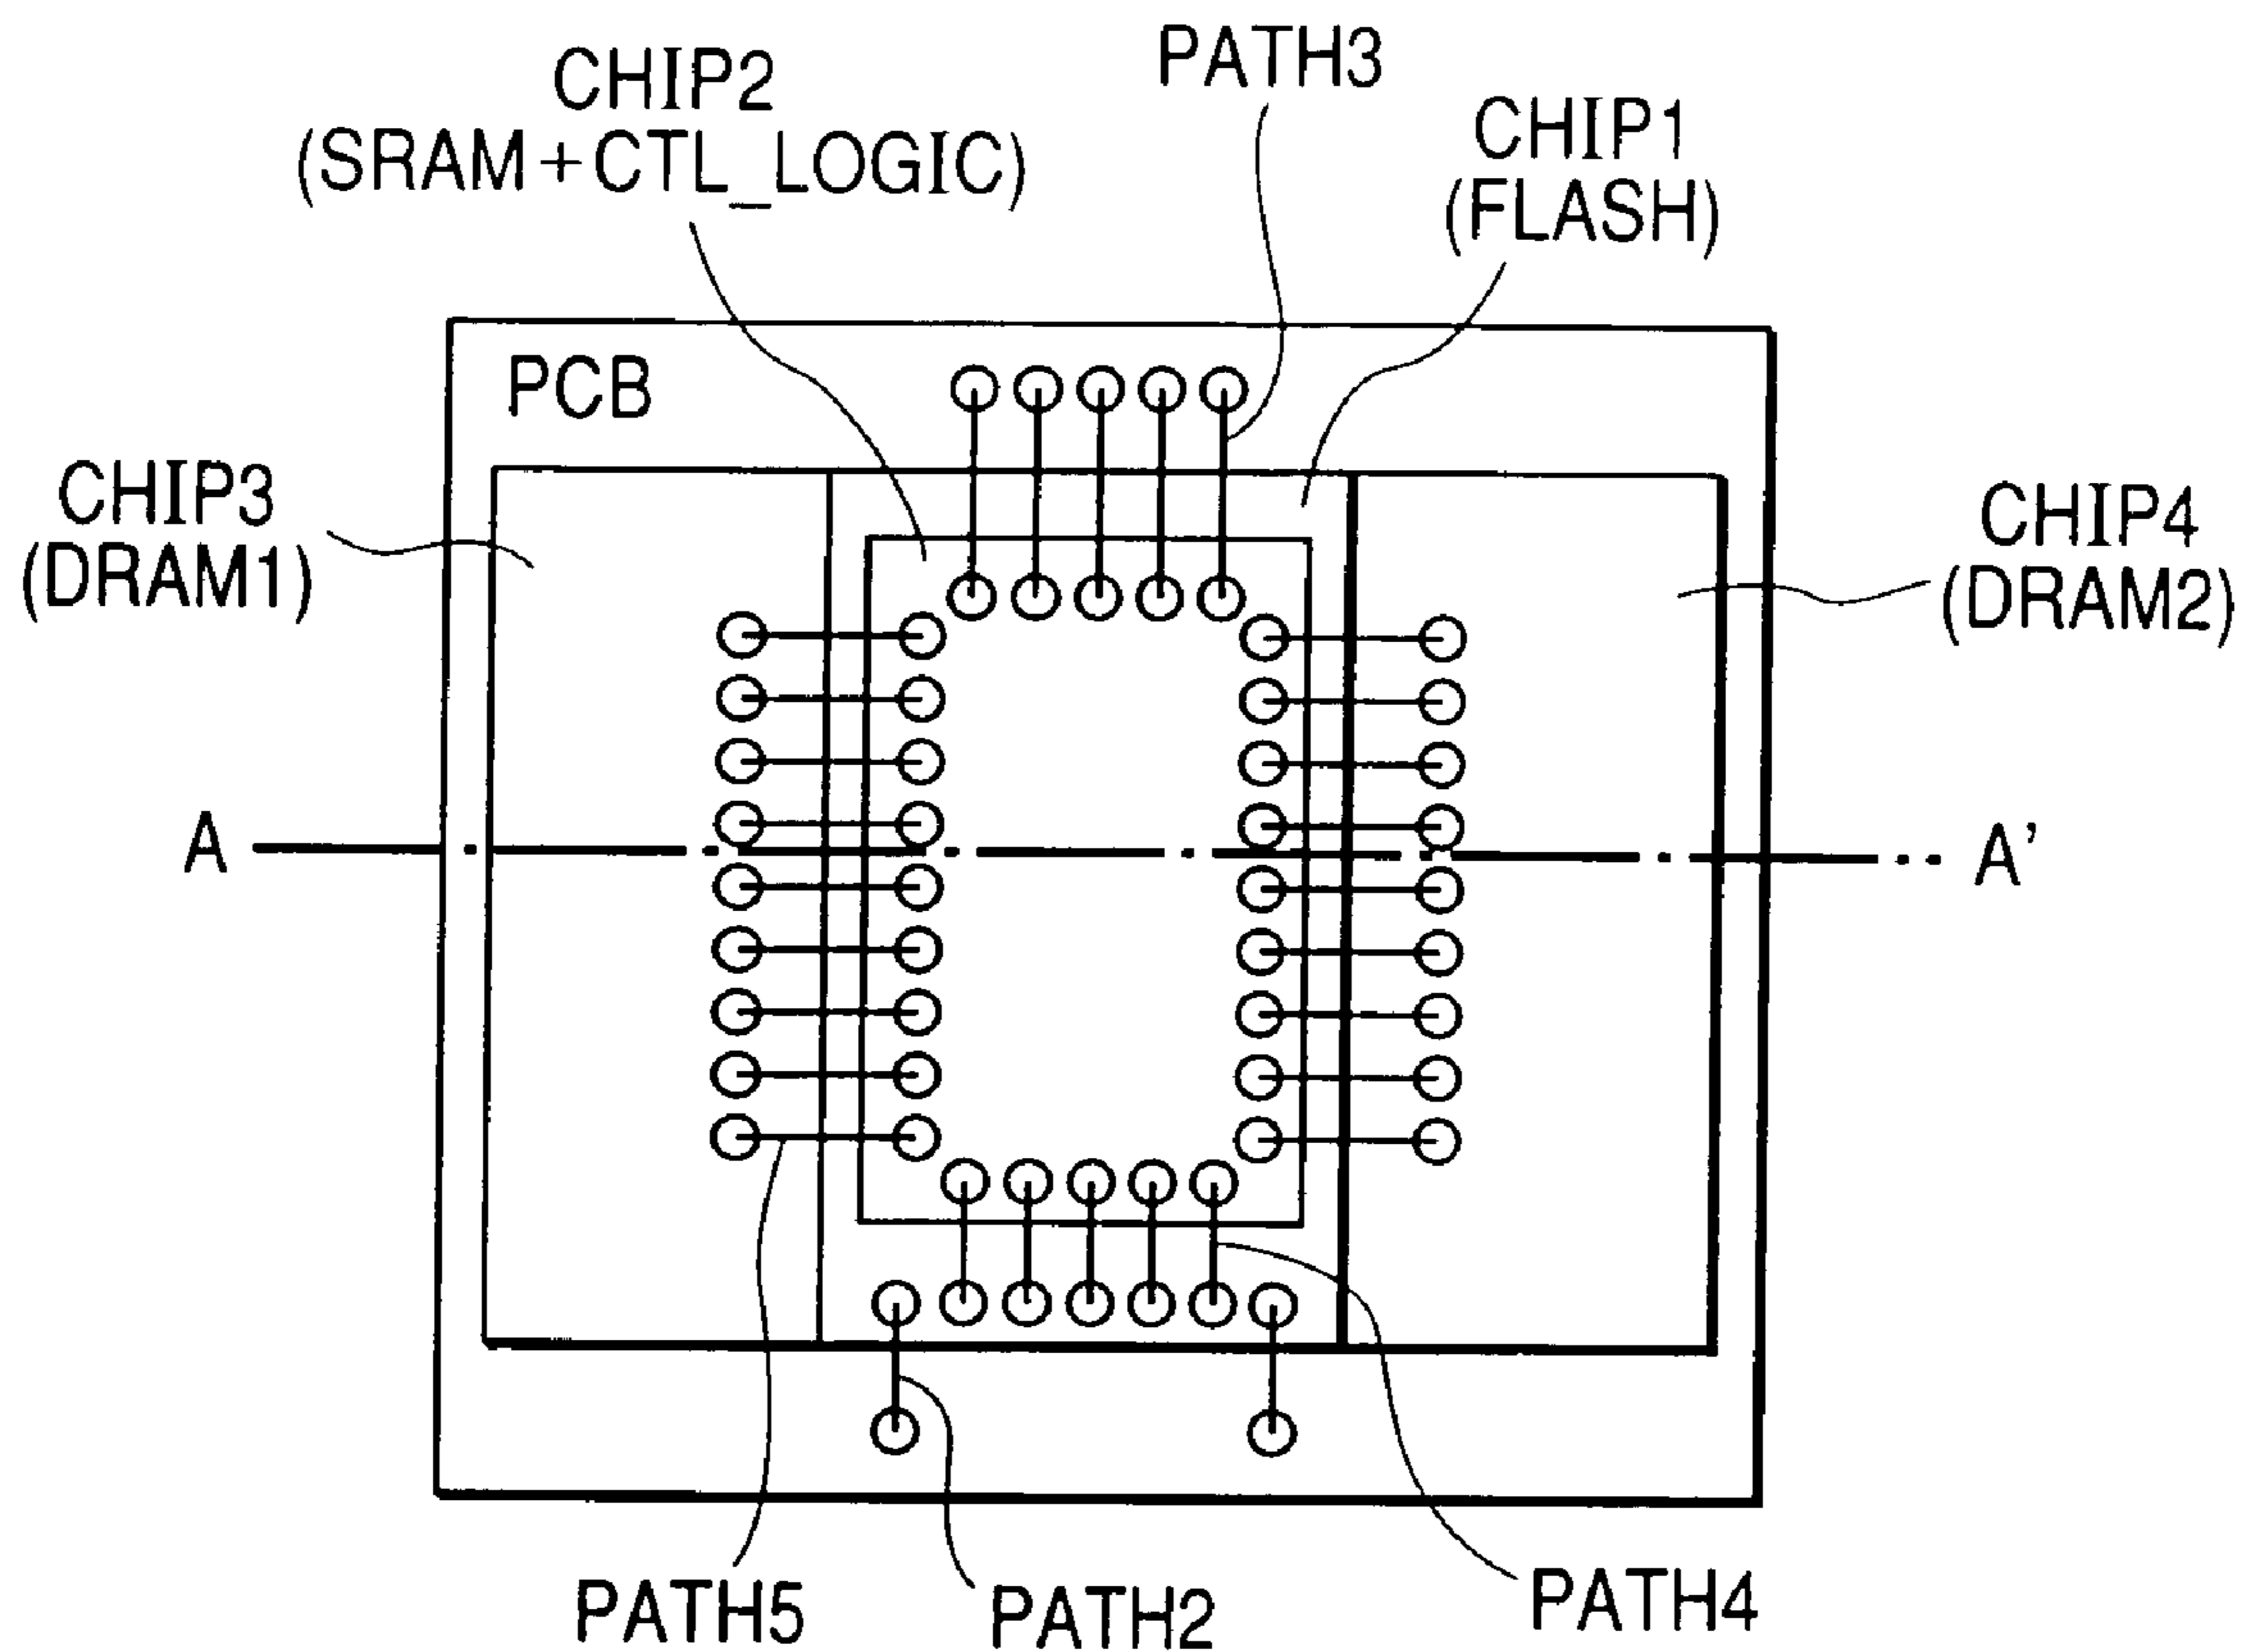 PATH3
CHIP2
(SRAM+CTL_LOGIC)
CHIP1
(FLASH)
PCB
CHIP3
(DRAM1)
CHIP4
(DRAM2)
A
A'
PATH5
PATH2
PATH4